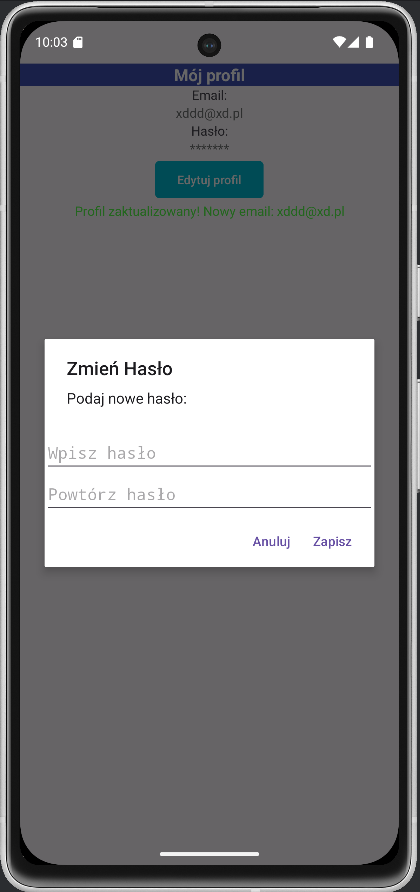 10:03
Mój profil
Email:
xddd@xd.pl
Hasło:
*******
Edytuj profil
Profil zaktualizowany! Nowy email: xddd@xd.pl
Zmień Hasło
Podaj nowe hasło:
Wpisz hasło
Powtórz hasło
Anuluj Zapisz